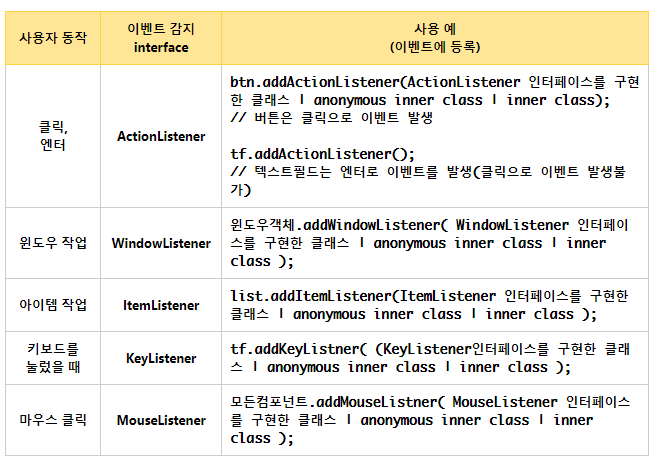 사용자 동작
이벤트 감지
interface
사용 예
(이벤트에 등록)
클릭,
엔터
ActionListener
btn.addActionListener(ActionListener 인터페이스를 구현
한 클래스 | anonymous inner class | inner class);
// 버튼은 클릭으로 이벤트 발생
tf.addActionListener();
// 텍스트필드는 엔터로 이벤트를 발생(클릭으로 이벤트 발생불
가)
윈도우 작업
WindowListener
윈도우객체.addWindowListener( WindowListener 인터페이
스를 구현한 클래스 | anonymous inner class | inner
class );
아이템 작업
ItemListener
list.addItemListener(ItemListener 인터페이스를 구현한
클래스 | anonymous inner class | inner class );
키보드를
눌렀을 때
KeyListener
tf.addKeyListner( (KeyListener인터페이스를 구현한 클래
스 | anonymous inner class | inner class );
마우스 클릭
MouseListener
모든컴포넌트.addMouseListner( MouseListener 인터페이스
를 구현한 클래스 | anonymous inner class | inner
class );